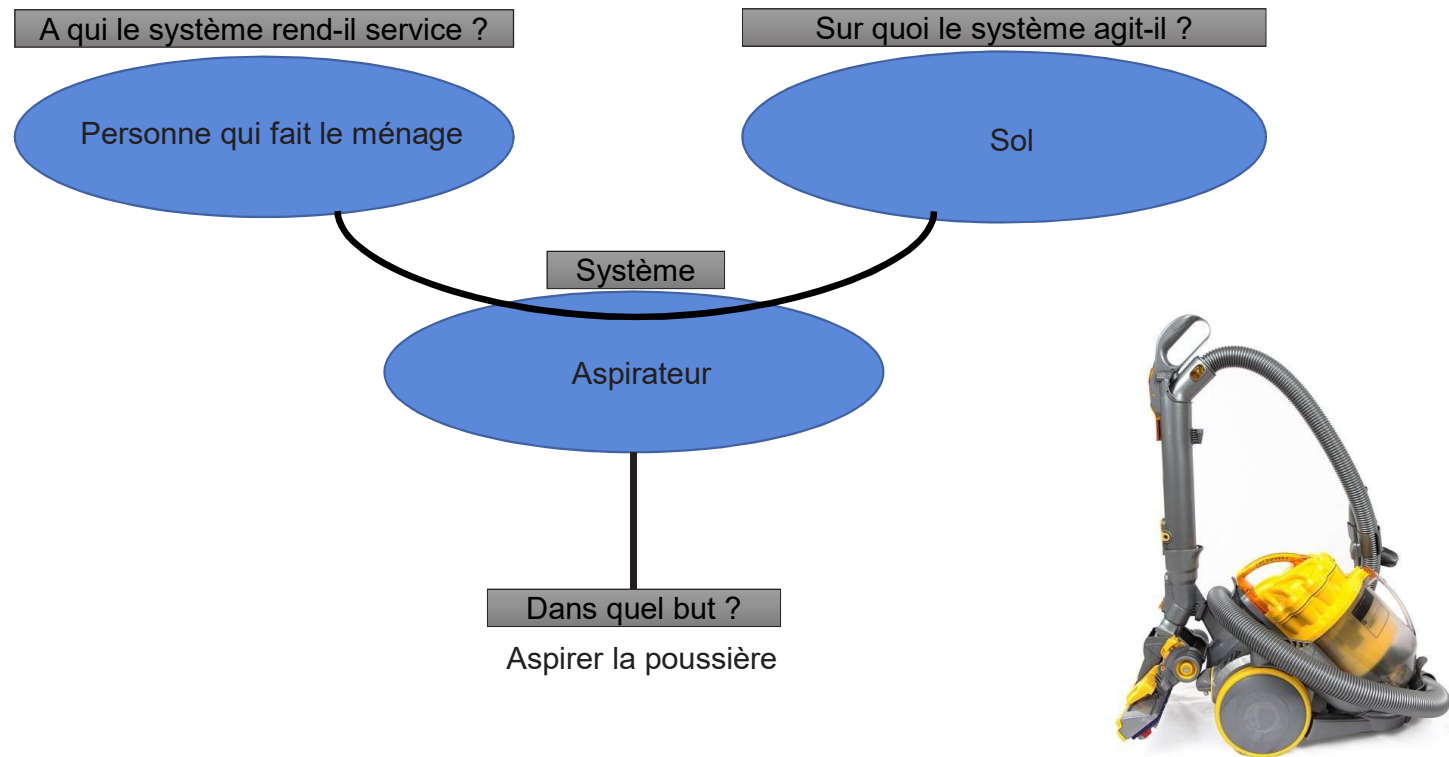 A qui le système rend-il service ?
Sur quoi le système agit-il ?
Personne qui fait le ménage
Sol
Système
Aspirateur
Dans quel but ?
Aspirer la poussière